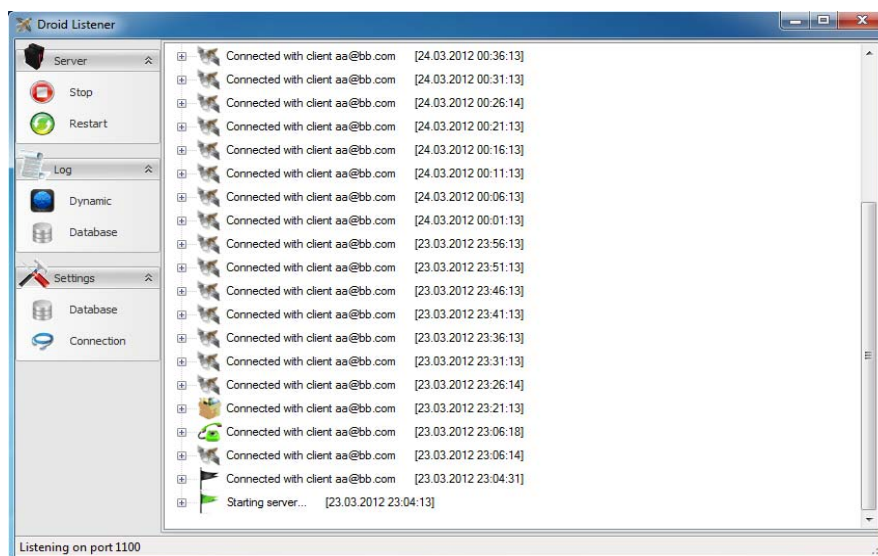 Droid Listener
Server
Stop
Restart
Log
Dynamic
Database
Settings
Database
Connection
Connected with client aa@bb.com [24.03.2012 00:36:13]
Connected with client aa@bb.com [24.03.2012 00:31:13]
Connected with client aa@bb.com [24.03.2012 00:26:14]
Connected with client aa@bb.com [24.03.2012 00:21:13]
Connected with client aa@bb.com [24.03.2012 00:16:13]
Connected with client aa@bb.com [24.03.2012 00:11:13]
Connected with client aa@bb.com [24.03.2012 00:06:13]
Connected with client aa@bb.com [24.03.2012 00:01:13]
Connected with client aa@bb.com [23.03.2012 23:56:13]
Connected with client aa@bb.com [23.03.2012 23:51:13]
Connected with client aa@bb.com [23.03.2012 23:46:13]
Connected with client aa@bb.com [23.03.2012 23:41:13]
Connected with client aa@bb.com [23.03.2012 23:36:13]
Connected with client aa@bb.com [23.03.2012 23:31:13]
Connected with client aa@bb.com [23.03.2012 23:26:14]
Connected with client aa@bb.com [23.03.2012 23:21:13]
Connected with client aa@bb.com [23.03.2012 23:06:18]
Connected with client aa@bb.com [23.03.2012 23:06:14]
Connected with client aa@bb.com [23.03.2012 23:04:31]
Starting server... [23.03.2012 23:04:13]
Listening on port 1100